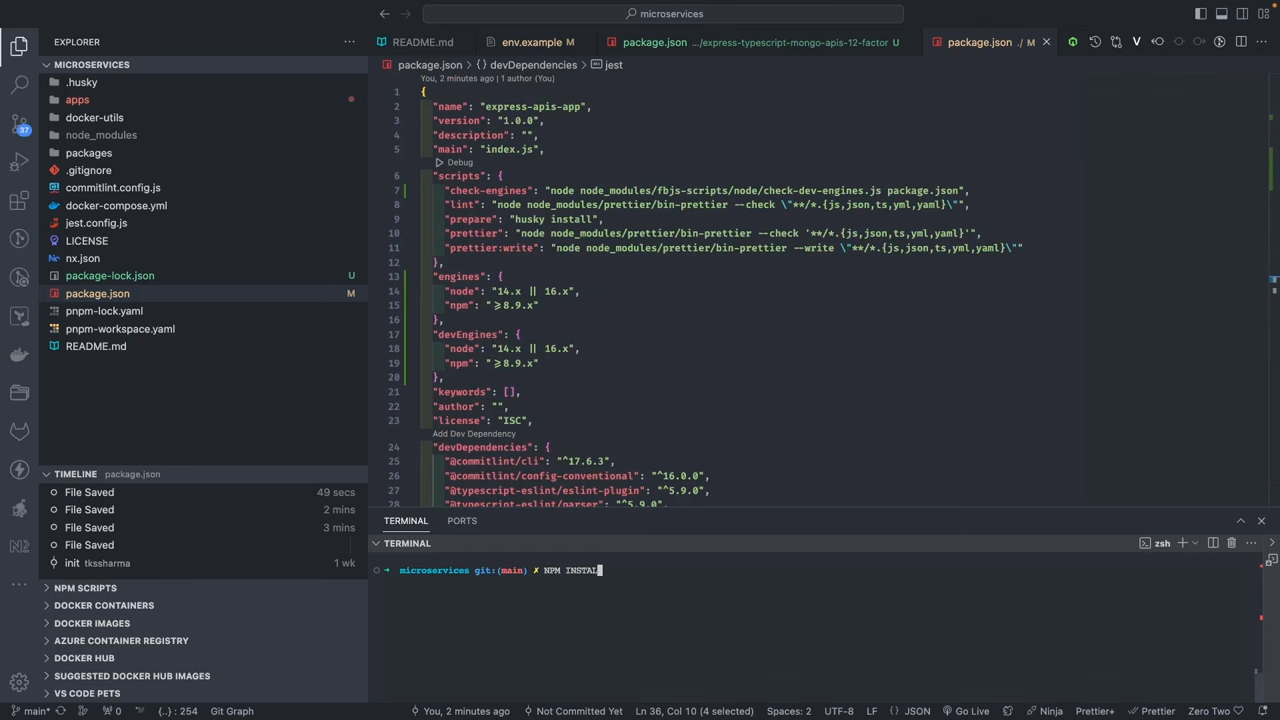 microservices
EXPLORER
README.md
env.example M
package.json .../express-typescript-mongo-apis-12-factor U
package.json ./ M
MICROSERVICES
package.json › {} devDependencies › jest
You, 2 minutes ago | 1 author (You)
.husky
apps
docker-utils
node_modules
packages
.gitignore
commitlint.config.js
docker-compose.yml
jest.config.js
LICENSE
nx.json
package-lock.json U
package.json M
pnpm-lock.yaml
pnpm-workspace.yaml
README.md
37
1 {
2 "name": "express-apis-app",
3 "version": "1.0.0",
4 "description": "",
5 "main": "index.js",
Debug
6 "scripts": {
7 "check-engines": "node node_modules/fbjs-scripts/node/check-dev-engines.js package.json",
8 "lint": "node node_modules/prettier/bin-prettier --check \"**/*.{js,json,ts,yml,yaml}\"",
9 "prepare": "husky install",
10 "prettier": "node node_modules/prettier/bin-prettier --check '**/*.{js,json,ts,yml,yaml}'",
11 "prettier:write": "node node_modules/prettier/bin-prettier --write \"**/*.{js,json,ts,yml,yaml}\""
12 },
13 "engines": {
14 "node": "14.x || 16.x",
15 "npm": "≥8.9.x"
16 },
17 "devEngines": {
18 "node": "14.x || 16.x",
19 "npm": "≥8.9.x"
20 },
21 "keywords": [],
22 "author": "",
23 "license": "ISC",
Add Dev Dependency
24 "devDependencies": {
25 "@commitlint/cli": "^17.6.3",
26 "@commitlint/config-conventional": "^16.0.0",
27 "@typescript-eslint/eslint-plugin": "^5.9.0",
28 "@typescript-eslint/parser": "^5.9.0",
TIMELINE package.json
File Saved 49 secs
File Saved 2 mins
File Saved 3 mins
File Saved
init tkssharma 1 wk
NPM SCRIPTS
DOCKER CONTAINERS
DOCKER IMAGES
AZURE CONTAINER REGISTRY
DOCKER HUB
SUGGESTED DOCKER HUB IMAGES
VS CODE PETS
TERMINAL PORTS
TERMINAL
zsh
➜ microservices git:(main) ✗ NPM INSTAL
main* 0 {..} : 254 Git Graph You, 2 minutes ago Not Committed Yet Ln 36, Col 10 (4 selected) Spaces: 2 UTF-8 LF {} JSON Go Live Ninja Prettier+ Prettier Zero Two